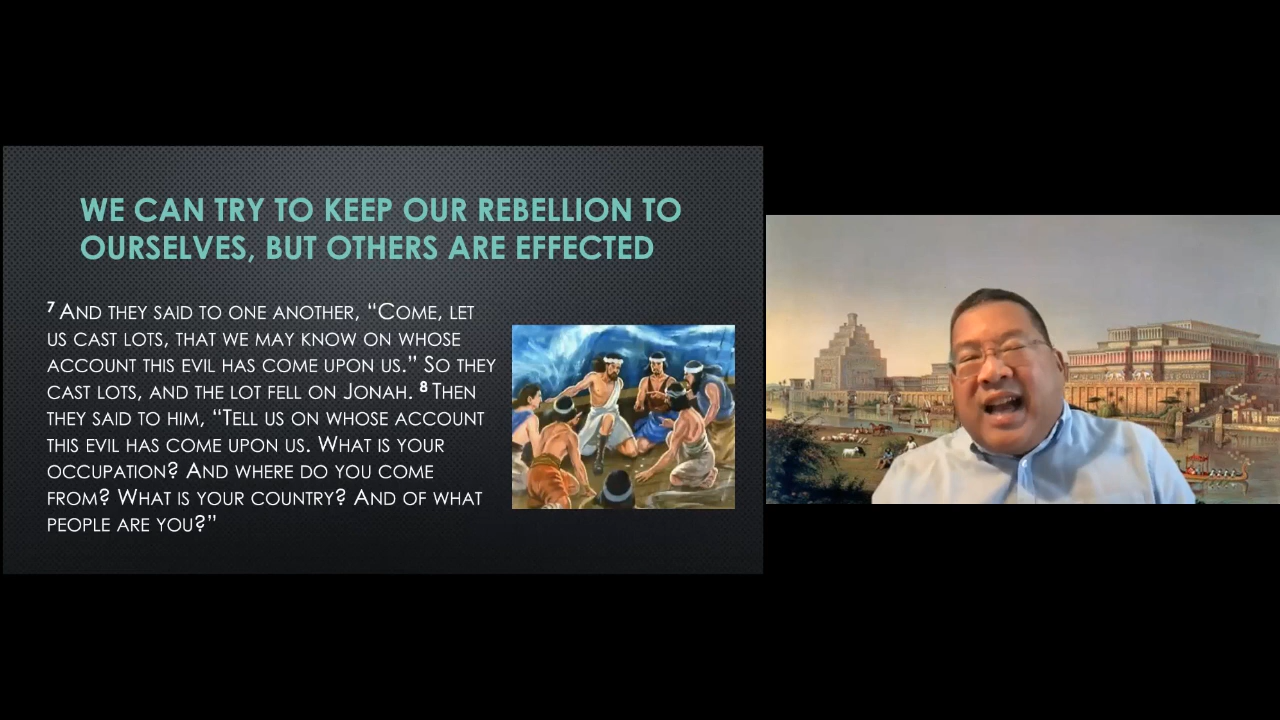 WE CAN TRY TO KEEP OUR REBELLION TO
OURSELVES, BUT OTHERS ARE EFFECTED
7 AND THEY SAID TO ONE ANOTHER, “COME, LET
US CAST LOTS, THAT WE MAY KNOW ON WHOSE
ACCOUNT THIS EVIL HAS COME UPON US.” SO THEY
CAST LOTS, AND THE LOT FELL ON JONAH. 8 THEN
THEY SAID TO HIM, “TELL US ON WHOSE ACCOUNT
THIS EVIL HAS COME UPON US. WHAT IS YOUR
OCCUPATION? AND WHERE DO YOU COME
FROM? WHAT IS YOUR COUNTRY? AND OF WHAT
PEOPLE ARE YOU?”